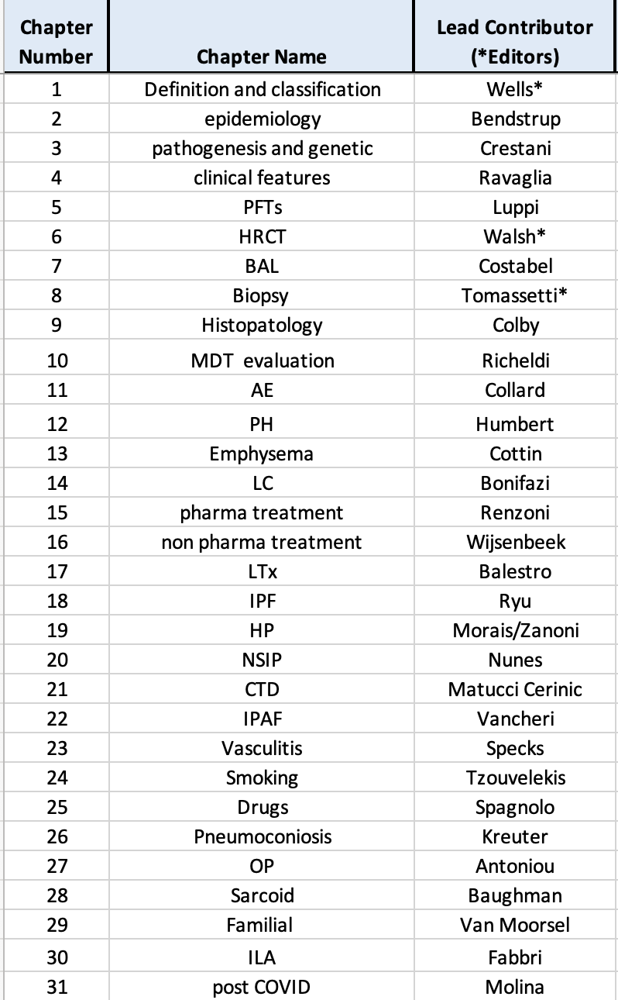 Chapter Number Chapter Name Lead Contributor (*Editors)
1 Definition and classification Wells*
2 epidemiology Bendstrup
3 pathogenesis and genetic Crestani
4 clinical features Ravaglia
5 PFTs Luppi
6 HRCT Walsh*
7 BAL Costabel
8 Biopsy Tomassetti*
9 Histopatology Colby
10 MDT  evaluation Richeldi
11 AE Collard
12 PH Humbert
13 Emphysema Cottin
14 LC Bonifazi
15 pharma treatment Renzoni
16 non pharma treatment Wijsenbeek
17 LTx Balestro
18 IPF Ryu
19 HP Morais/Zanoni
20 NSIP Nunes
21 CTD Matucci Cerinic
22 IPAF Vancheri
23 Vasculitis Specks
24 Smoking Tzouvelekis
25 Drugs Spagnolo
26 Pneumoconiosis Kreuter
27 OP Antoniou
28 Sarcoid Baughman
29 Familial Van Moorsel
30 ILA Fabbri
31 post COVID Molina